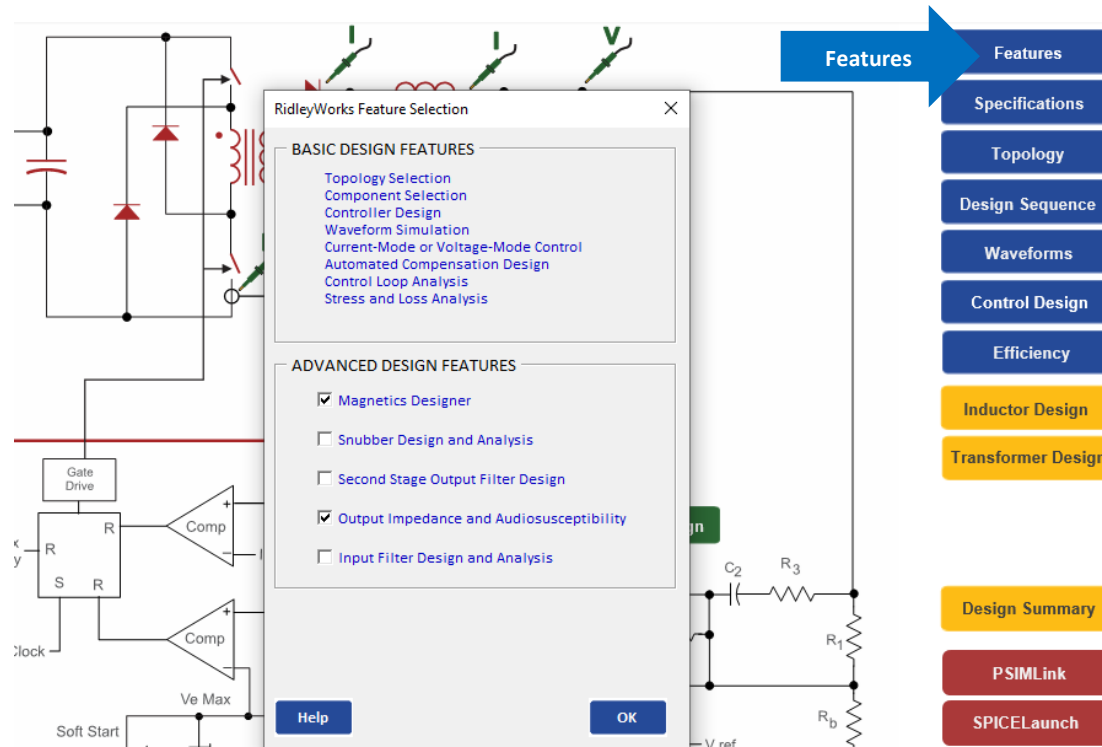 I
I
V
Features
Features
Specifications
Topology
Design Sequence
Waveforms
Control Design
Efficiency
Inductor Design
Transformer Design
Design Summary
PSIMLink
SPICELaunch
RidleyWorks Feature Selection
BASIC DESIGN FEATURES
Topology Selection
Component Selection
Controller Design
Waveform Simulation
Current-Mode or Voltage-Mode Control
Automated Compensation Design
Control Loop Analysis
Stress and Loss Analysis
ADVANCED DESIGN FEATURES
Magnetics Designer
Snubber Design and Analysis
Second Stage Output Filter Design
Output Impedance and Audiosusceptibility
Input Filter Design and Analysis
Help
OK
Gate
Drive
R
Comp
+
−
x
y
R
S
R
Clock
Comp
+
−
Ve Max
Soft Start
gn
C2
R3
R1
Rb
V ref